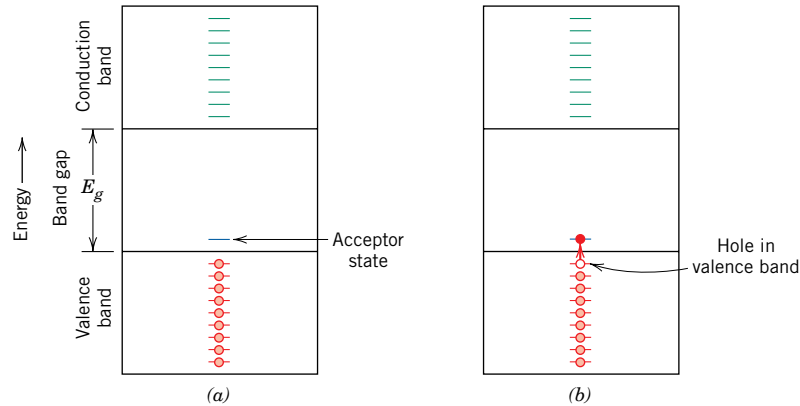 Conduction
band
Energy
Band gap
E_g
Acceptor
state
Valence
band
(a)
Hole in
valence band
(b)